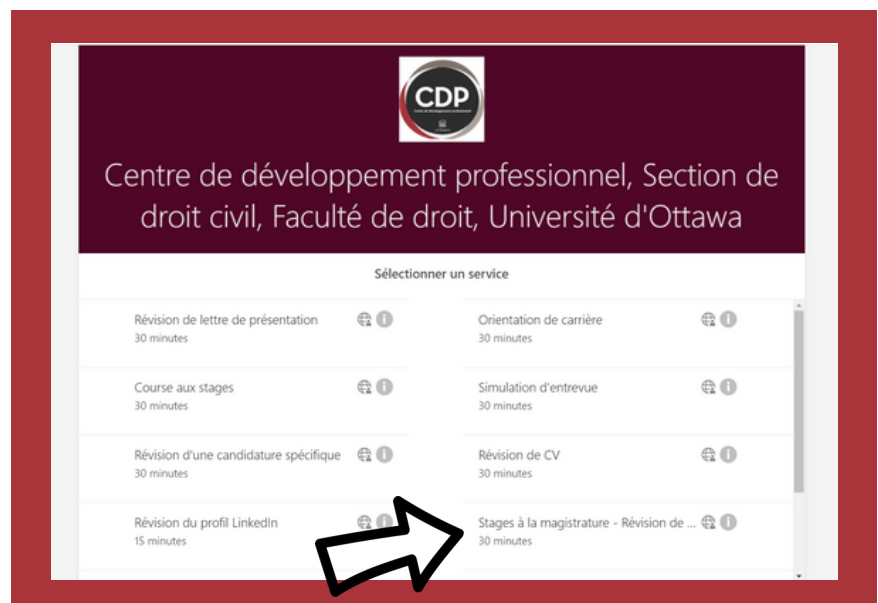 CDP
Centre de développement professionnel, Section de
droit civil, Faculté de droit, Université d'Ottawa
Sélectionner un service
Révision de lettre de présentation
30 minutes
Orientation de carrière
30 minutes
Course aux stages
30 minutes
Simulation d'entrevue
30 minutes
Révision d'une candidature spécifique
30 minutes
Révision de CV
30 minutes
Révision du profil LinkedIn
15 minutes
Stages à la magistrature - Révision de ...
30 minutes